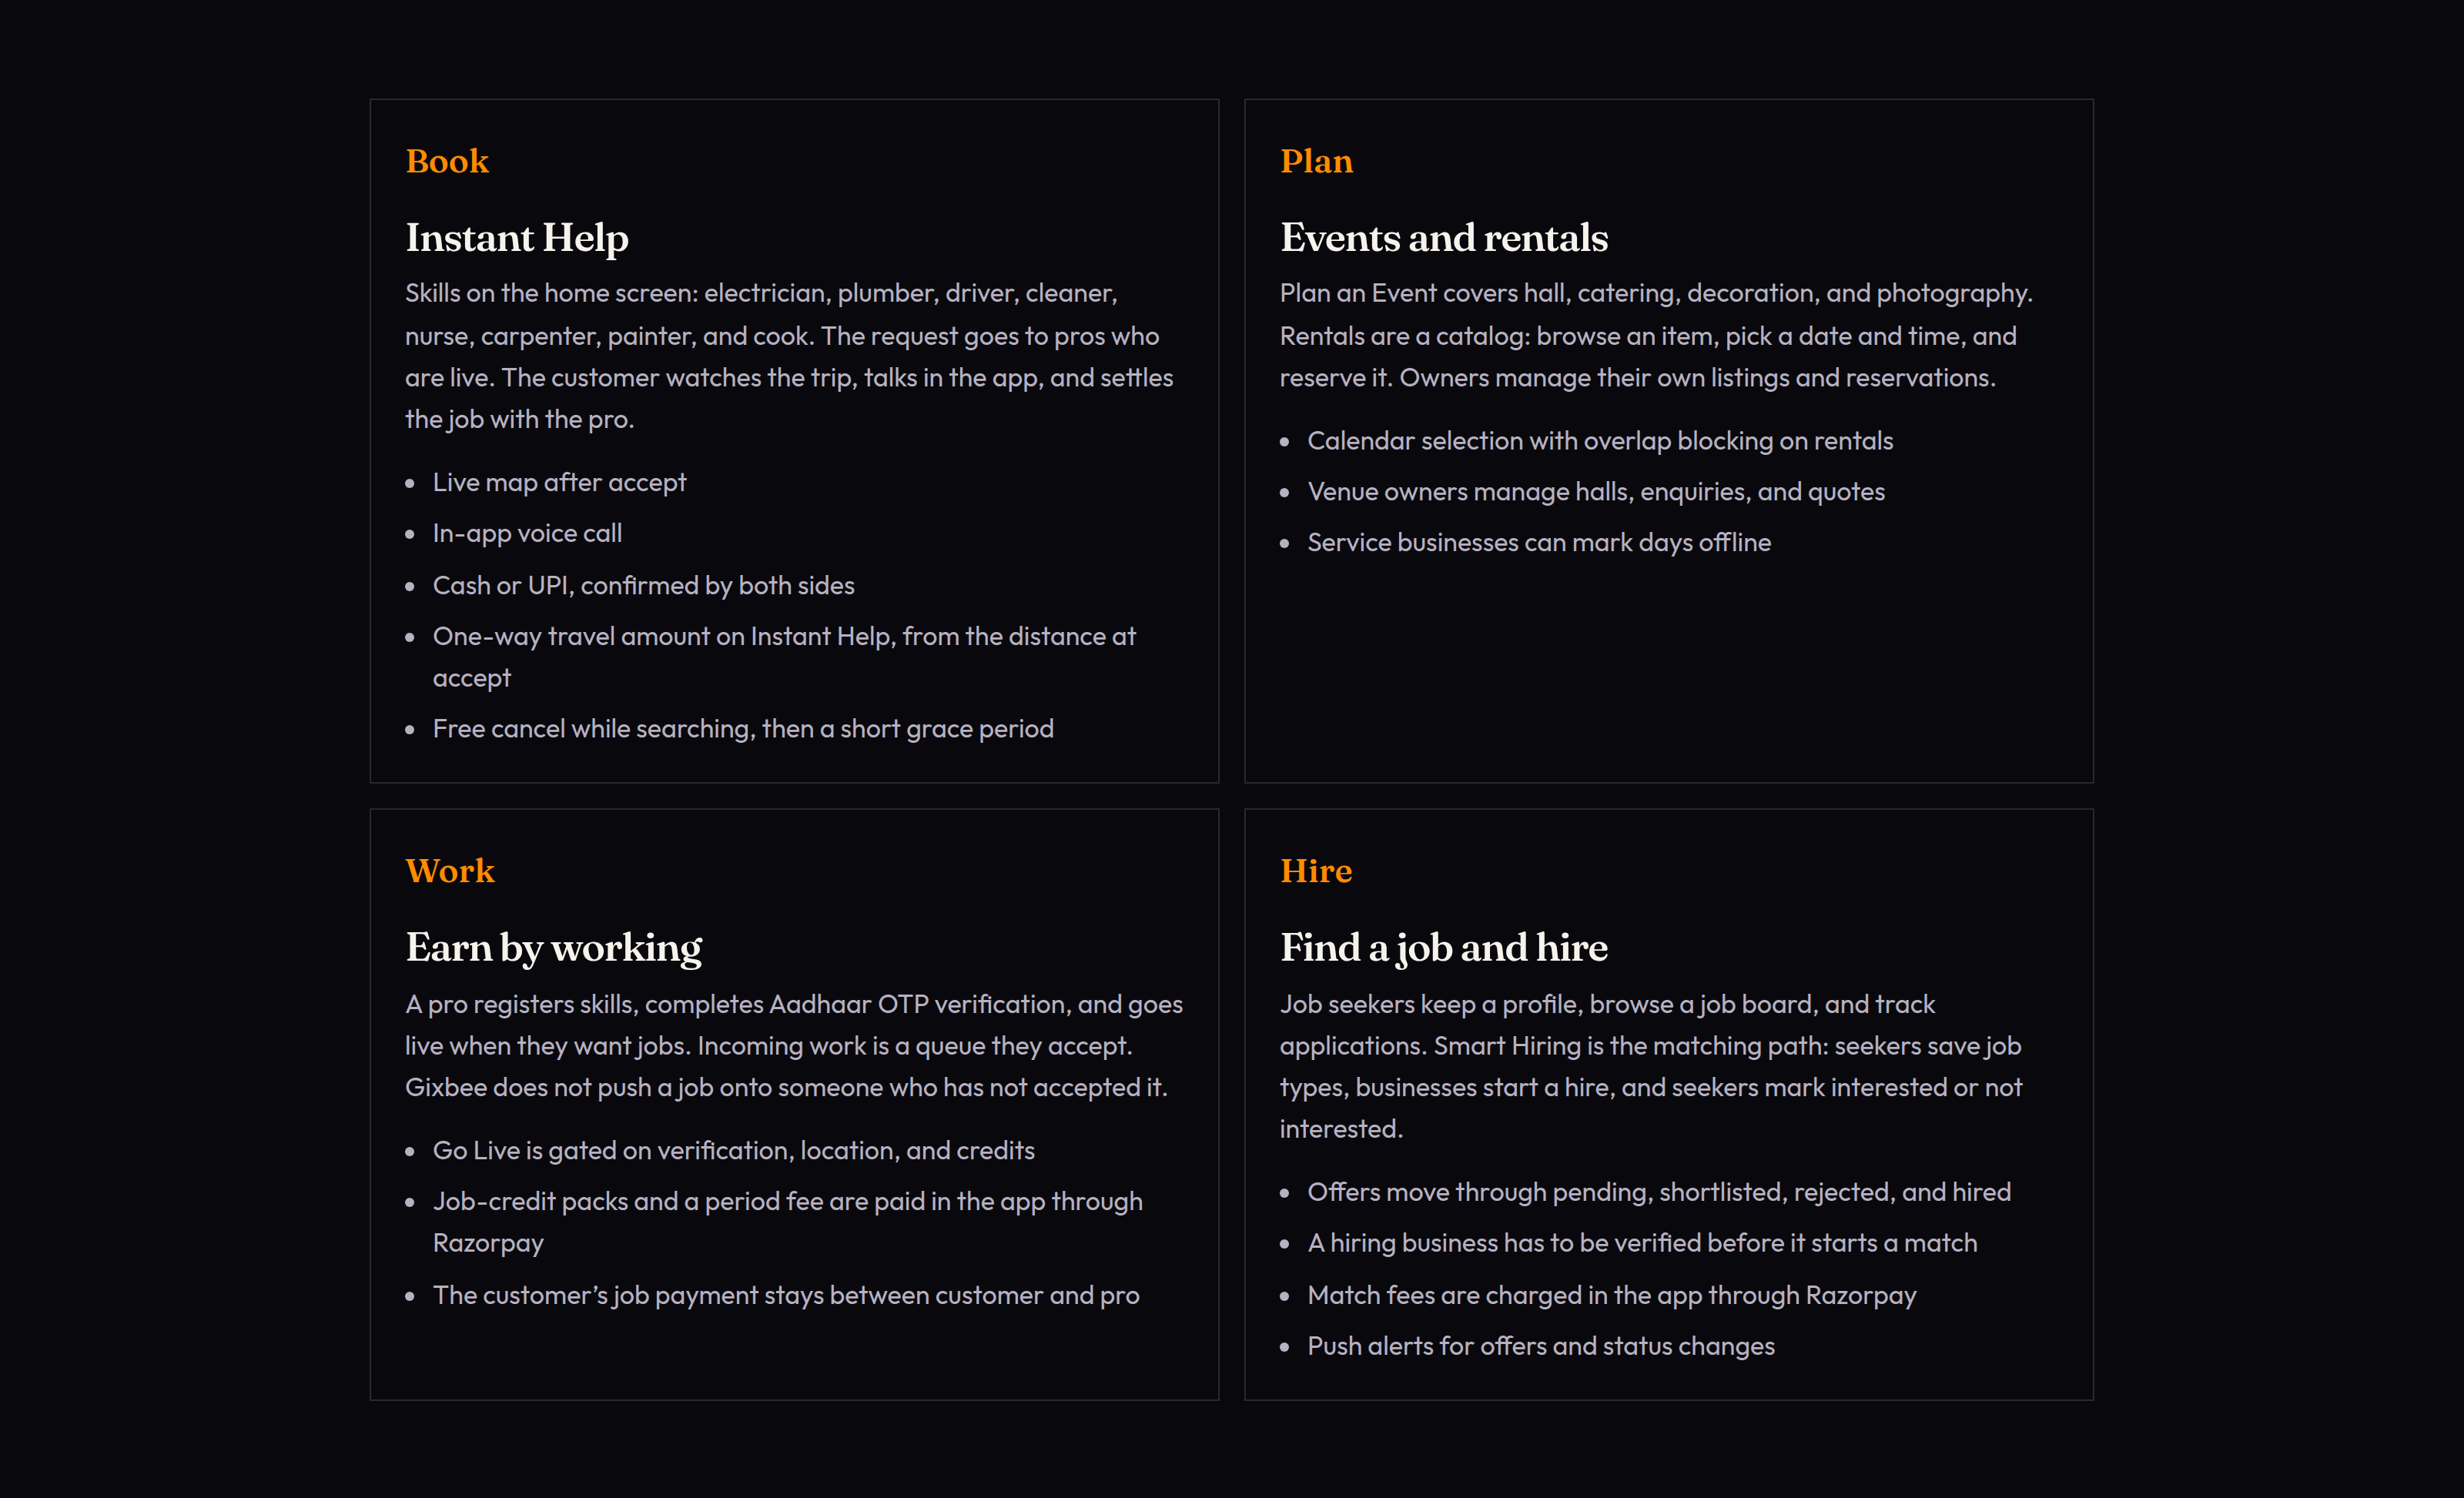 Book
Instant Help
Skills on the home screen: electrician, plumber, driver, cleaner,
nurse, carpenter, painter, and cook. The request goes to pros who
are live. The customer watches the trip, talks in the app, and settles
the job with the pro.
• Live map after accept
• In-app voice call
• Cash or UPI, confirmed by both sides
• One-way travel amount on Instant Help, from the distance at
accept
• Free cancel while searching, then a short grace period
Plan
Events and rentals
Plan an Event covers hall, catering, decoration, and photography.
Rentals are a catalog: browse an item, pick a date and time, and
reserve it. Owners manage their own listings and reservations.
• Calendar selection with overlap blocking on rentals
• Venue owners manage halls, enquiries, and quotes
• Service businesses can mark days offline
Work
Earn by working
A pro registers skills, completes Aadhaar OTP verification, and goes
live when they want jobs. Incoming work is a queue they accept.
Gixbee does not push a job onto someone who has not accepted it.
• Go Live is gated on verification, location, and credits
• Job-credit packs and a period fee are paid in the app through
Razorpay
• The customer’s job payment stays between customer and pro
Hire
Find a job and hire
Job seekers keep a profile, browse a job board, and track
applications. Smart Hiring is the matching path: seekers save job
types, businesses start a hire, and seekers mark interested or not
interested.
• Offers move through pending, shortlisted, rejected, and hired
• A hiring business has to be verified before it starts a match
• Match fees are charged in the app through Razorpay
• Push alerts for offers and status changes